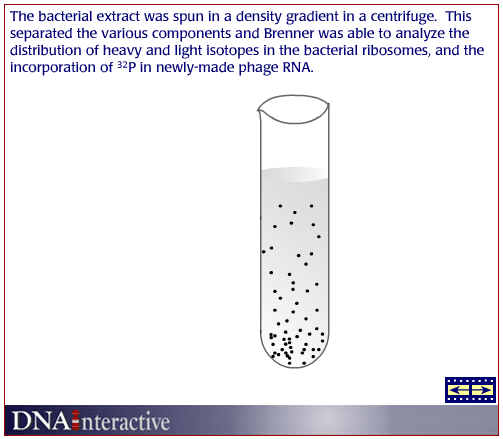 The bacterial extract was spun in a density gradient in a centrifuge.  This
separated the various components and Brenner was able to analyze the
distribution of heavy and light isotopes in the bacterial ribosomes, and the
incorporation of ³²P in newly-made phage RNA.
DNAinteractive